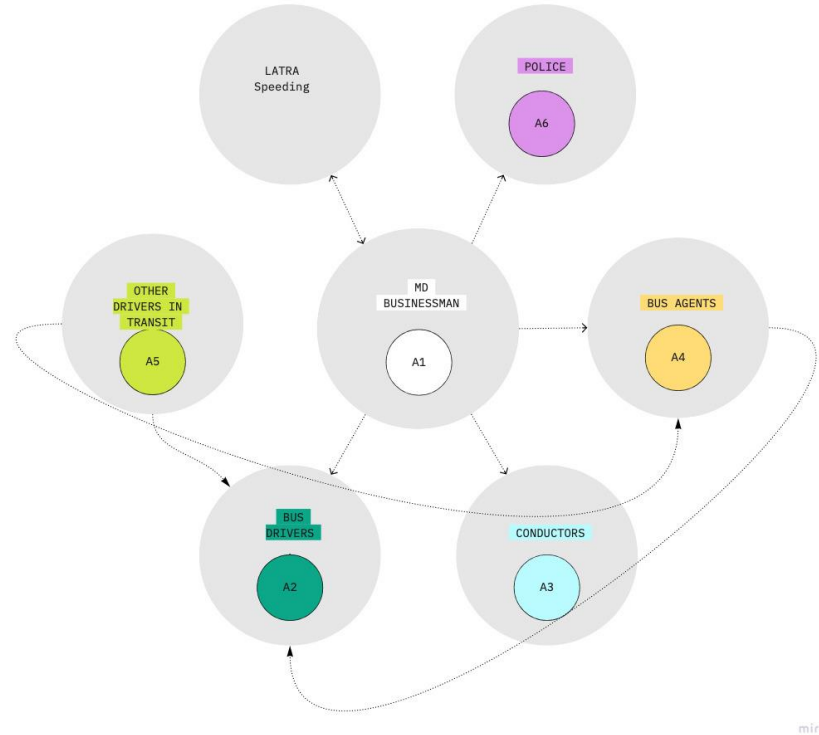 LATRA
Speeding
POLICE
A6
OTHER
DRIVERS IN
TRANSIT
A5
MD
BUSINESSMAN
A1
BUS AGENTS
A4
BUS
DRIVERS
A2
CONDUCTORS
A3
mir